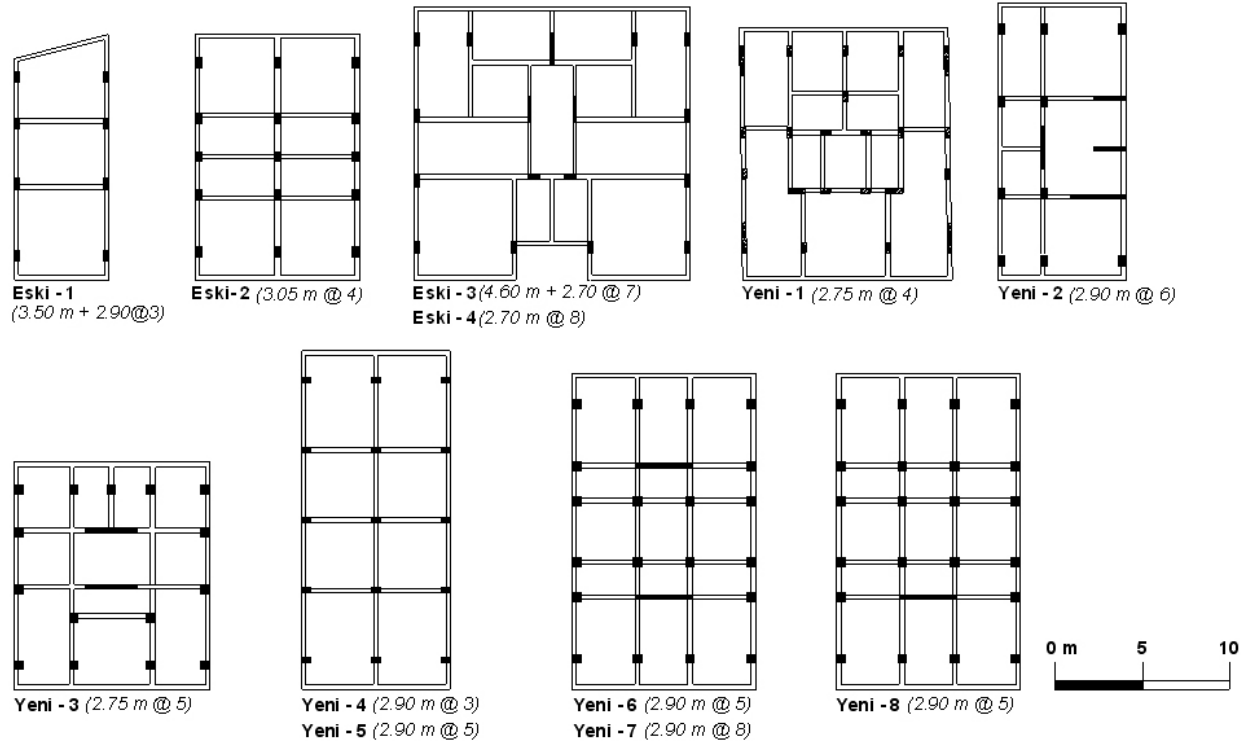 Eski - 1
(3.50 m + 2.90@3)
Eski-2 (3.05 m @ 4)
Eski - 3 (4.60 m + 2.70 @ 7)
Eski - 4 (2.70 m @ 8)
Yeni - 1 (2.75 m @ 4)
Yeni - 2 (2.90 m @ 6)
Yeni - 3 (2.75 m @ 5)
Yeni - 4 (2.90 m @ 3)
Yeni - 5 (2.90 m @ 5)
Yeni -6 (2.90 m @ 5)
Yeni - 7 (2.90 m @ 8)
Yeni - 8 (2.90 m @ 5)
0 m 5 10